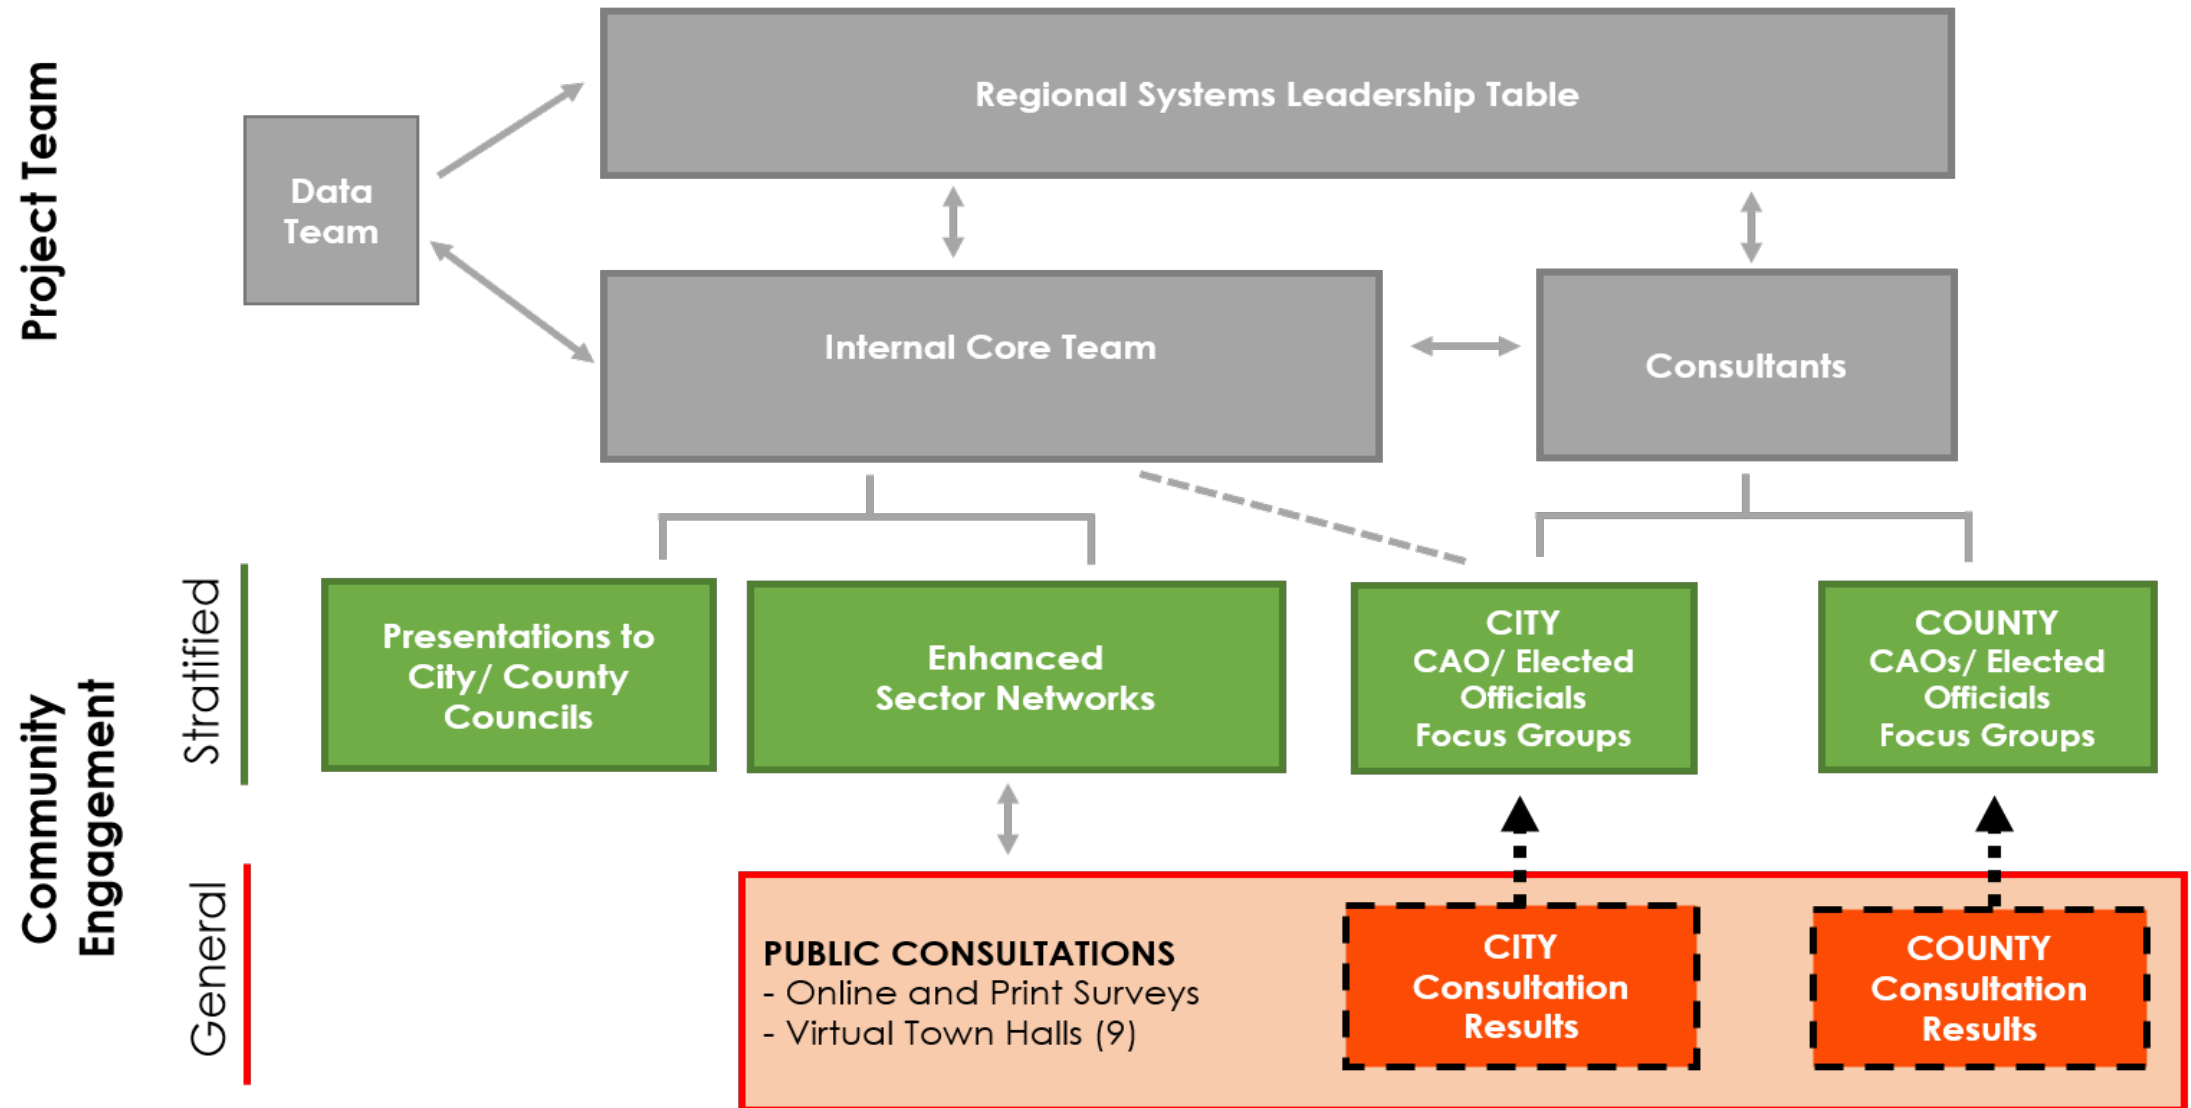 Project Team
Regional Systems Leadership Table
Data
Team
Internal Core Team
Consultants
Community
Engagement
Stratified
Presentations to
City/ County
Councils
Enhanced
Sector Networks
CITY
CAO/ Elected
Officials
Focus Groups
COUNTY
CAOs/ Elected
Officials
Focus Groups
General
PUBLIC CONSULTATIONS
- Online and Print Surveys
- Virtual Town Halls (9)
CITY
Consultation
Results
COUNTY
Consultation
Results